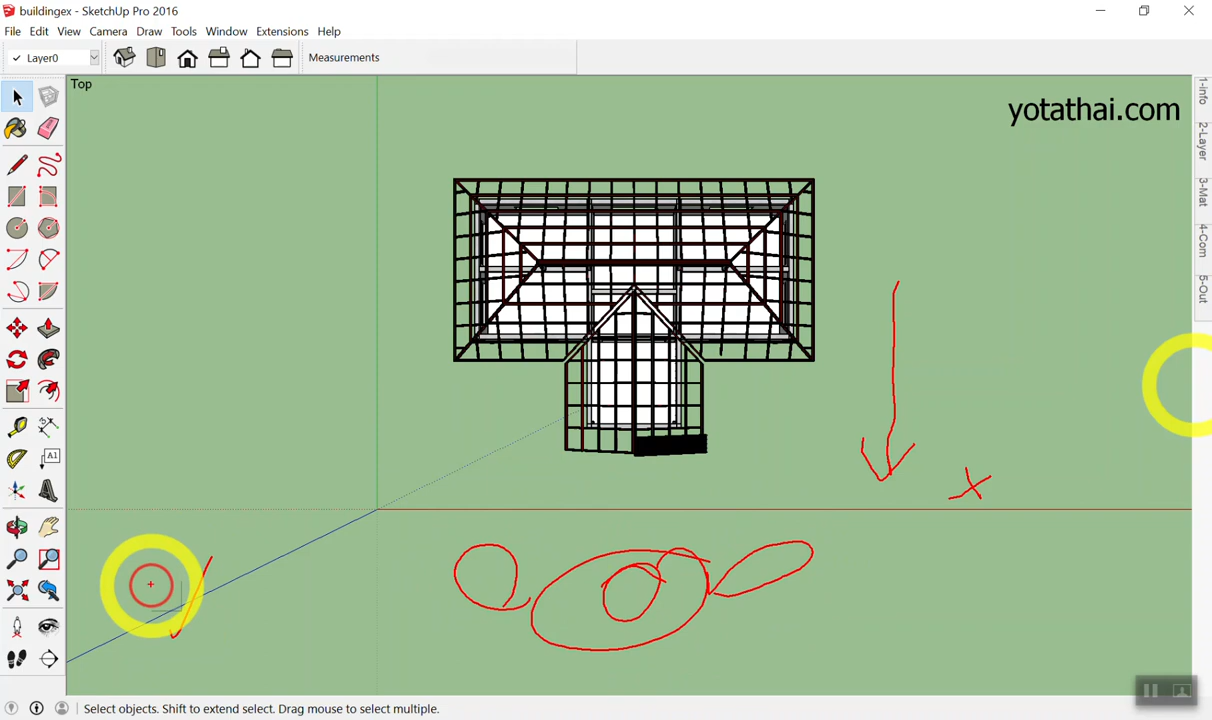 buildingex - SketchUp Pro 2016
File Edit View Camera Draw Tools Window Extensions Help
Layer0 Measurements
Top
yotathai.com
1-info
2-Layer
3-Mat
4-Com
5-Out
A1
x
Select objects. Shift to extend select. Drag mouse to select multiple.